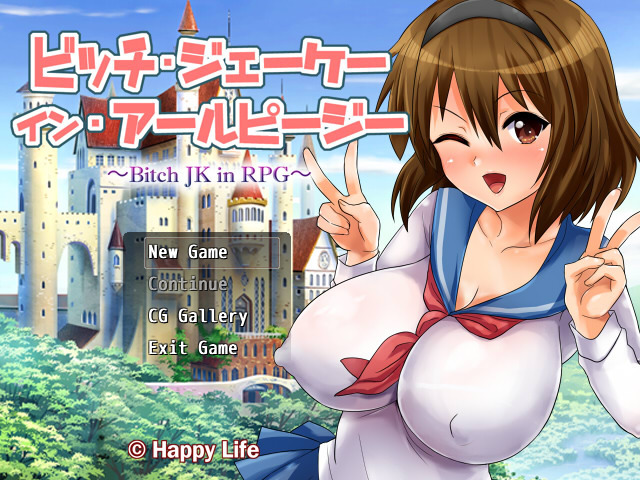 ビッチ・ジェーケー
イン・アールピージー
～Bitch JK in RPG～
New Game
Continue
CG Gallery
Exit Game
© Happy Life